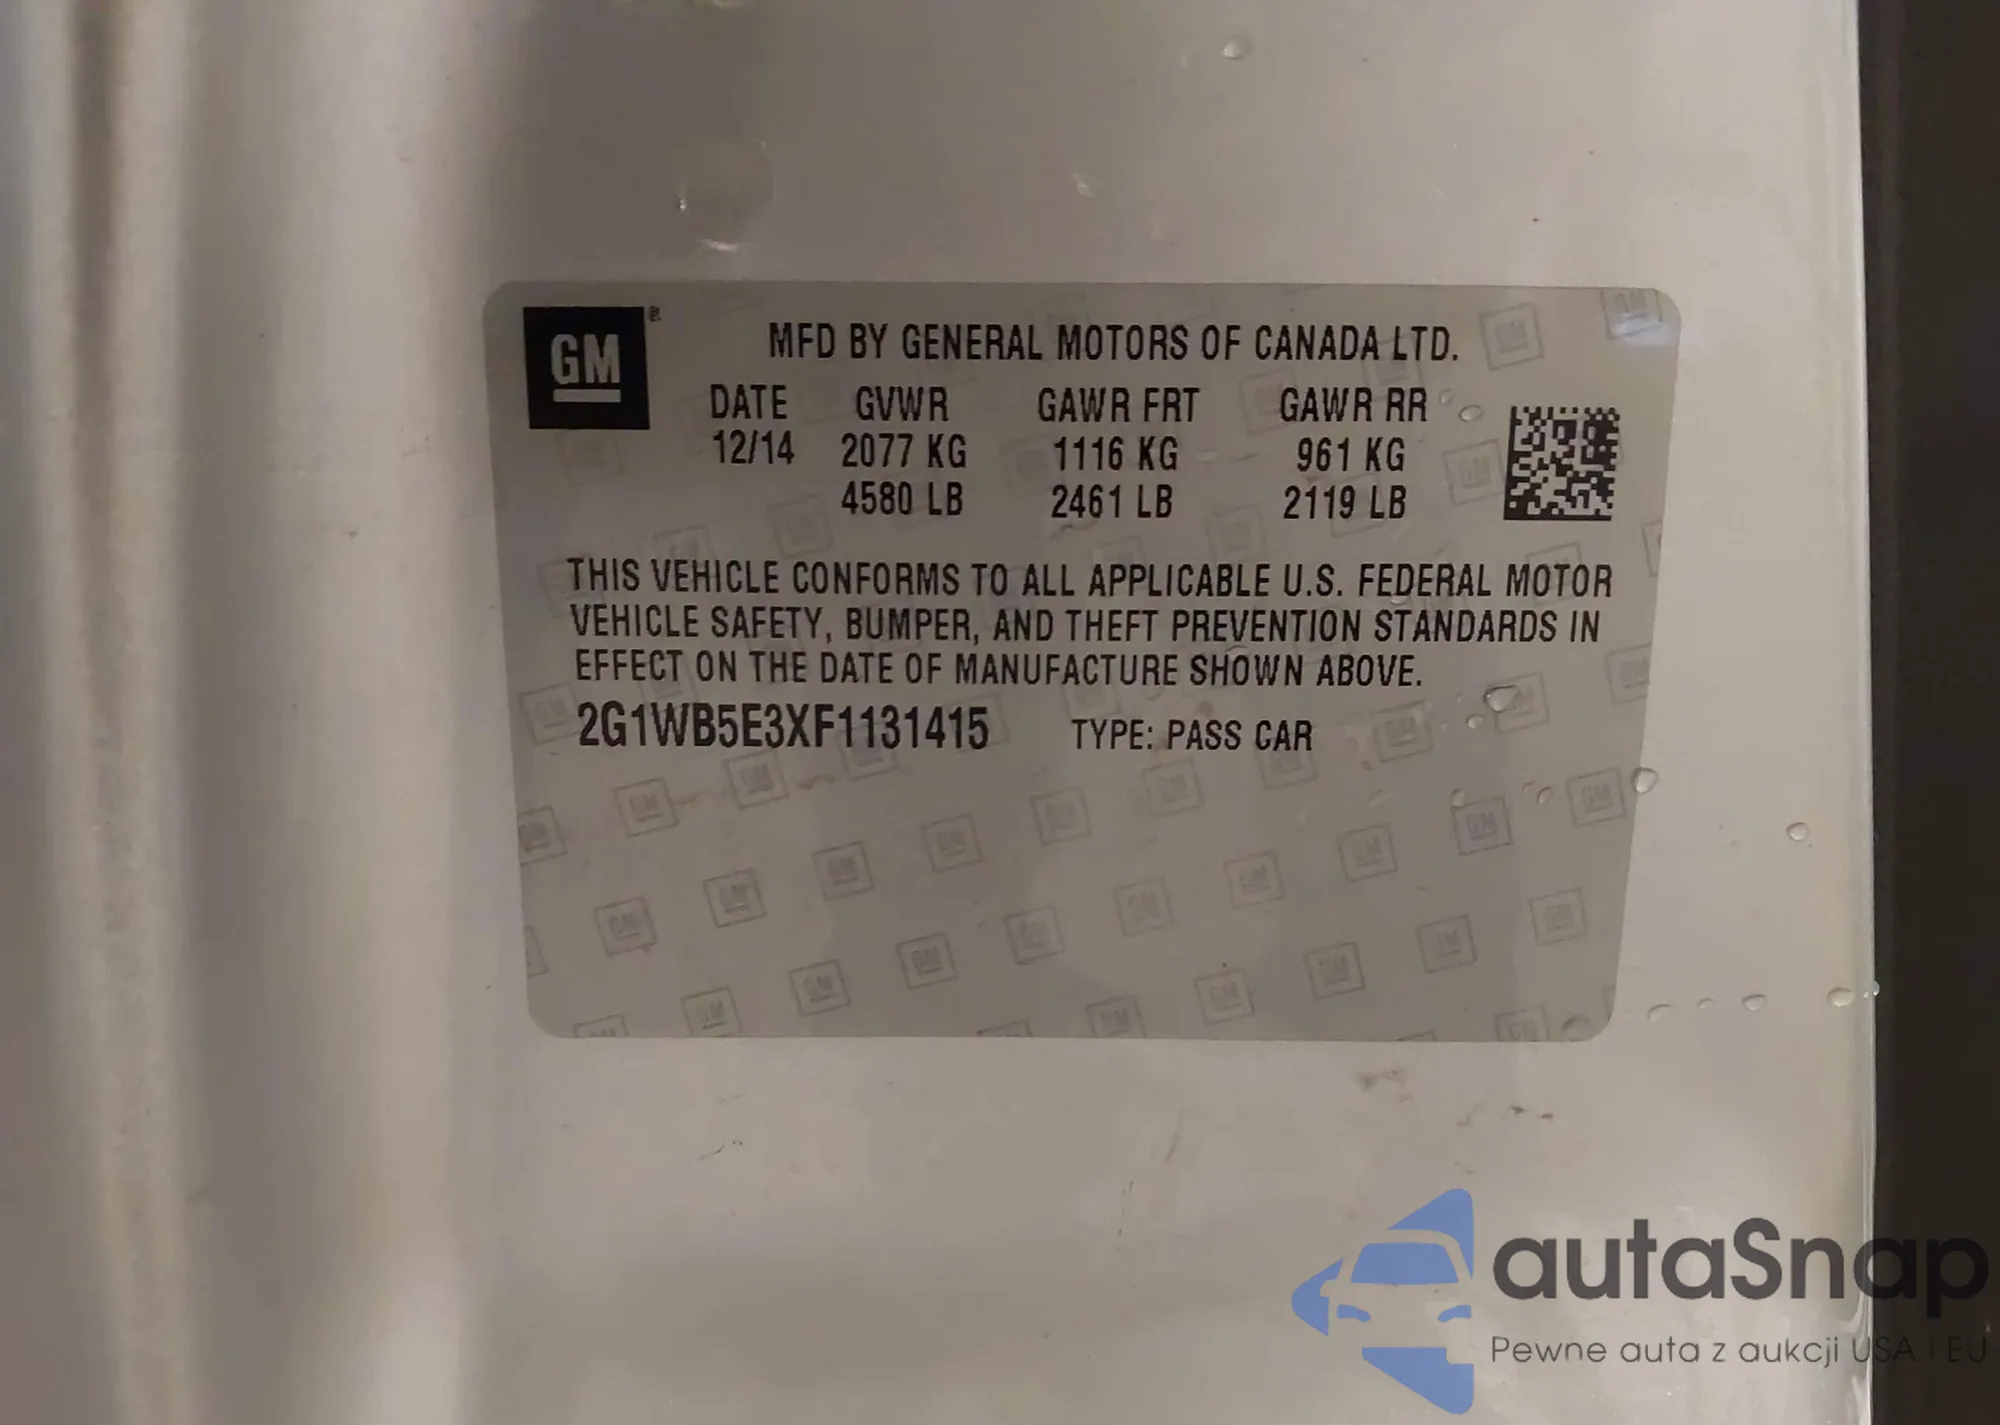 GM ®
MFD BY GENERAL MOTORS OF CANADA LTD.
DATE GVWR GAWR FRT GAWR RR
12/14 2077 KG 1116 KG 961 KG
4580 LB 2461 LB 2119 LB
THIS VEHICLE CONFORMS TO ALL APPLICABLE U.S. FEDERAL MOTOR
VEHICLE SAFETY, BUMPER, AND THEFT PREVENTION STANDARDS IN
EFFECT ON THE DATE OF MANUFACTURE SHOWN ABOVE.
2G1WB5E3XF1131415 TYPE: PASS CAR
autaSnap
Pewne auta z aukcji USA i EU